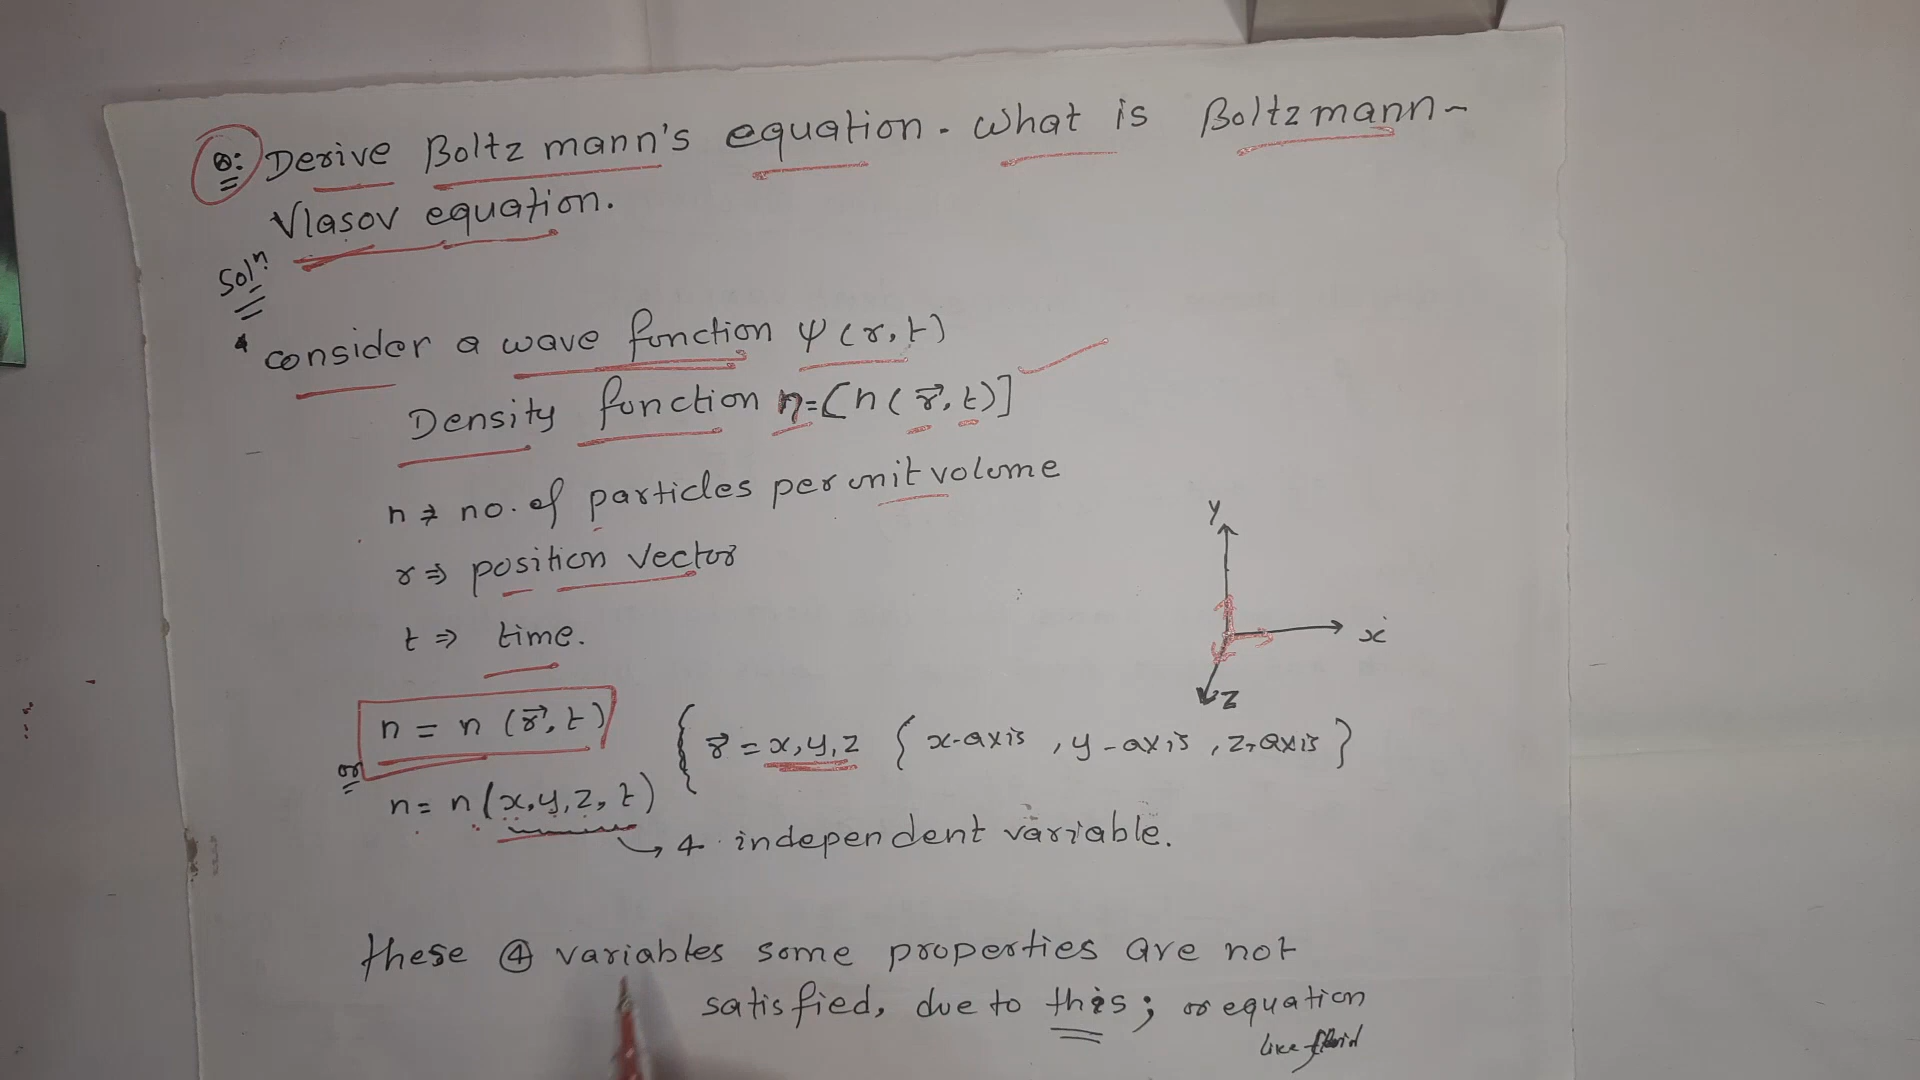 Q: Derive Boltzmann's equation. What is Boltzmann-
Vlasov equation.
Solⁿ
consider a wave function ψ(r,t)
Density function n=[n(r⃗,t)]
n ⇒ no. of particles per unit volume
r ⇒ position vector
t ⇒ time.
Y
x
Z
n = n (r⃗,t)
{ r⃗ = x,y,z { x-axis , y-axis , z-axis }
or
n = n(x,y,z,t)
↳ 4 independent variable.
these ④ variables some properties are not
satisfied, due to this; or equation
like fluid